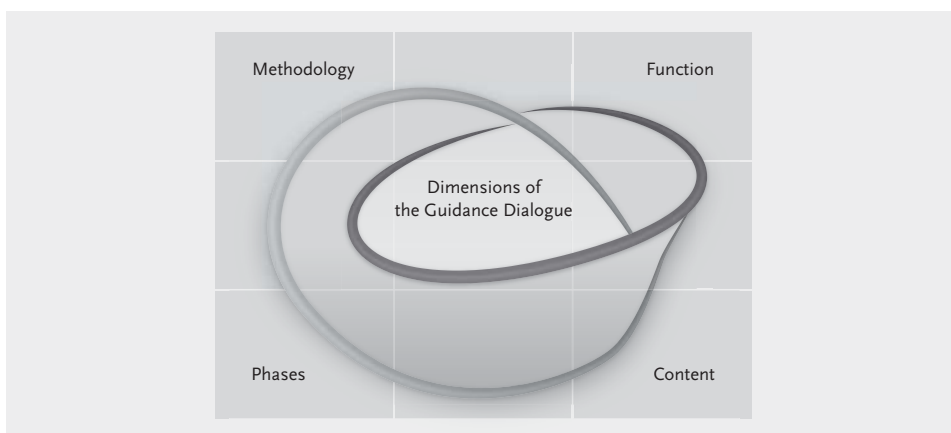 Methodology
Function
Dimensions of
the Guidance Dialogue
Phases
Content